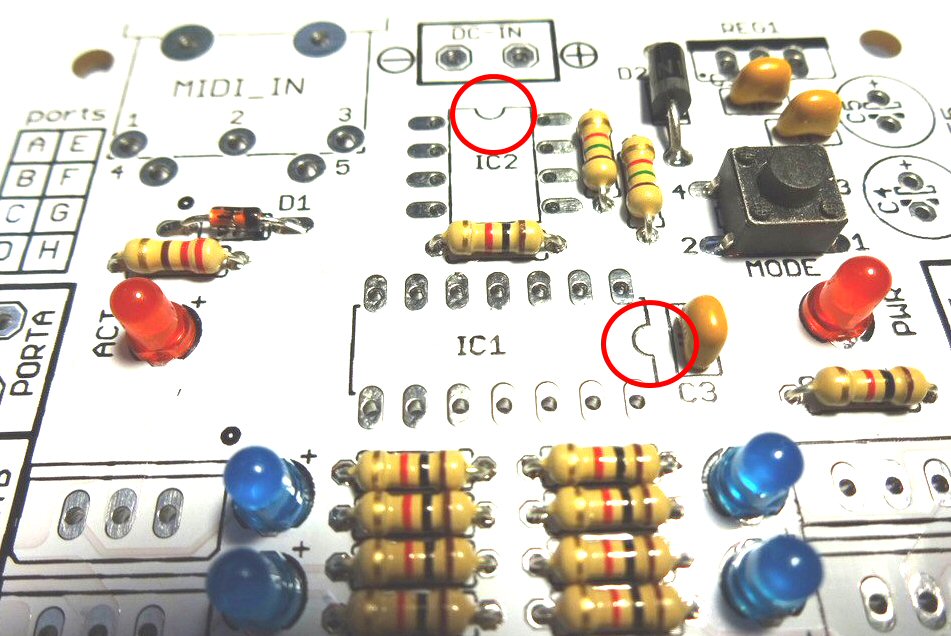 DC-IN
REG1
MIDI_IN
D2
ports
1 2 3
4 5
A E
B F
C G
D H
IC2
C5
D1
4 3
C4
2 1
MODE
ACT
+
PWR
PORTA
IC1
C3
+
+